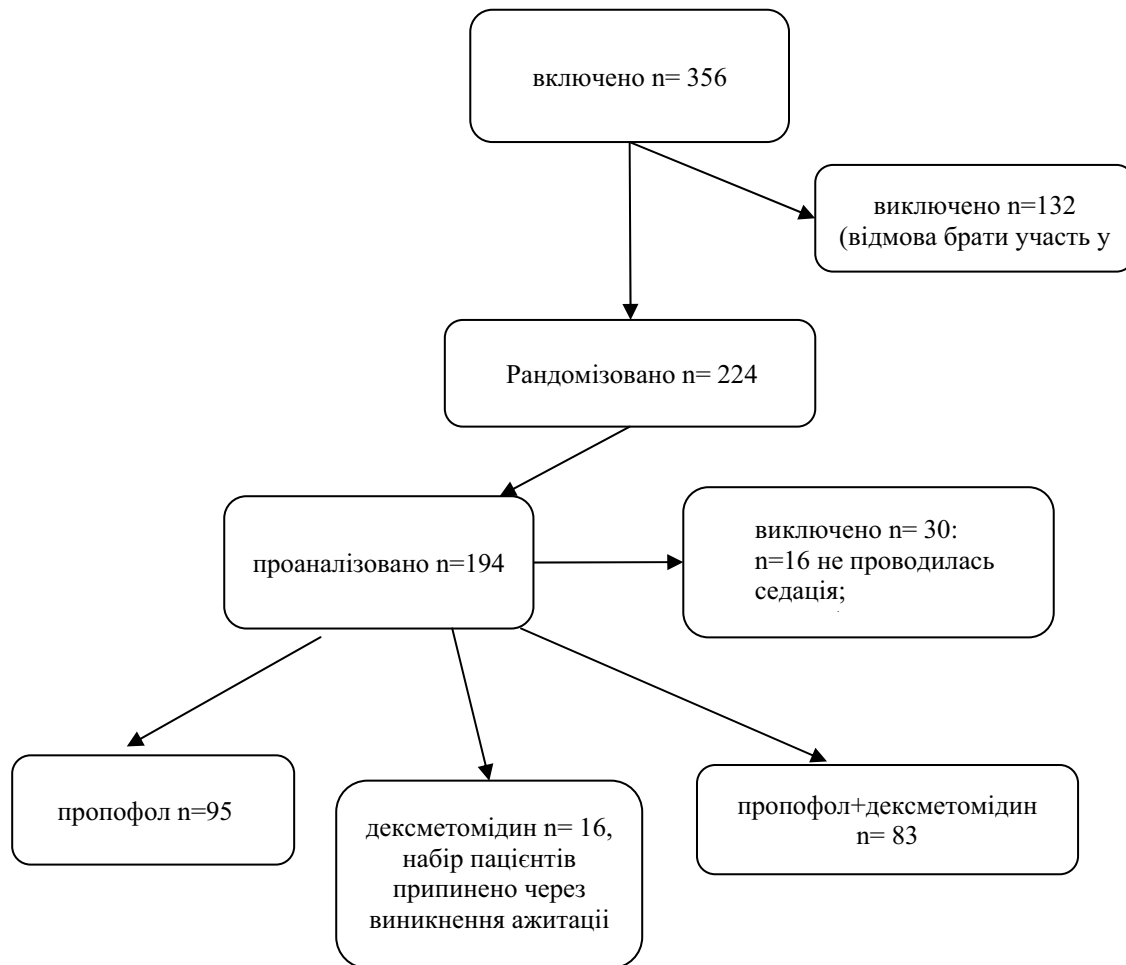 включено n= 356
виключено n=132
(відмова брати участь у
Рандомізовано n= 224
проаналізовано n=194
виключено n= 30:
n=16 не проводилась
седація;
пропофол n=95
дексметомідин n= 16,
набір пацієнтів
припинено через
виникнення ажитації
пропофол+дексметомідин
n= 83